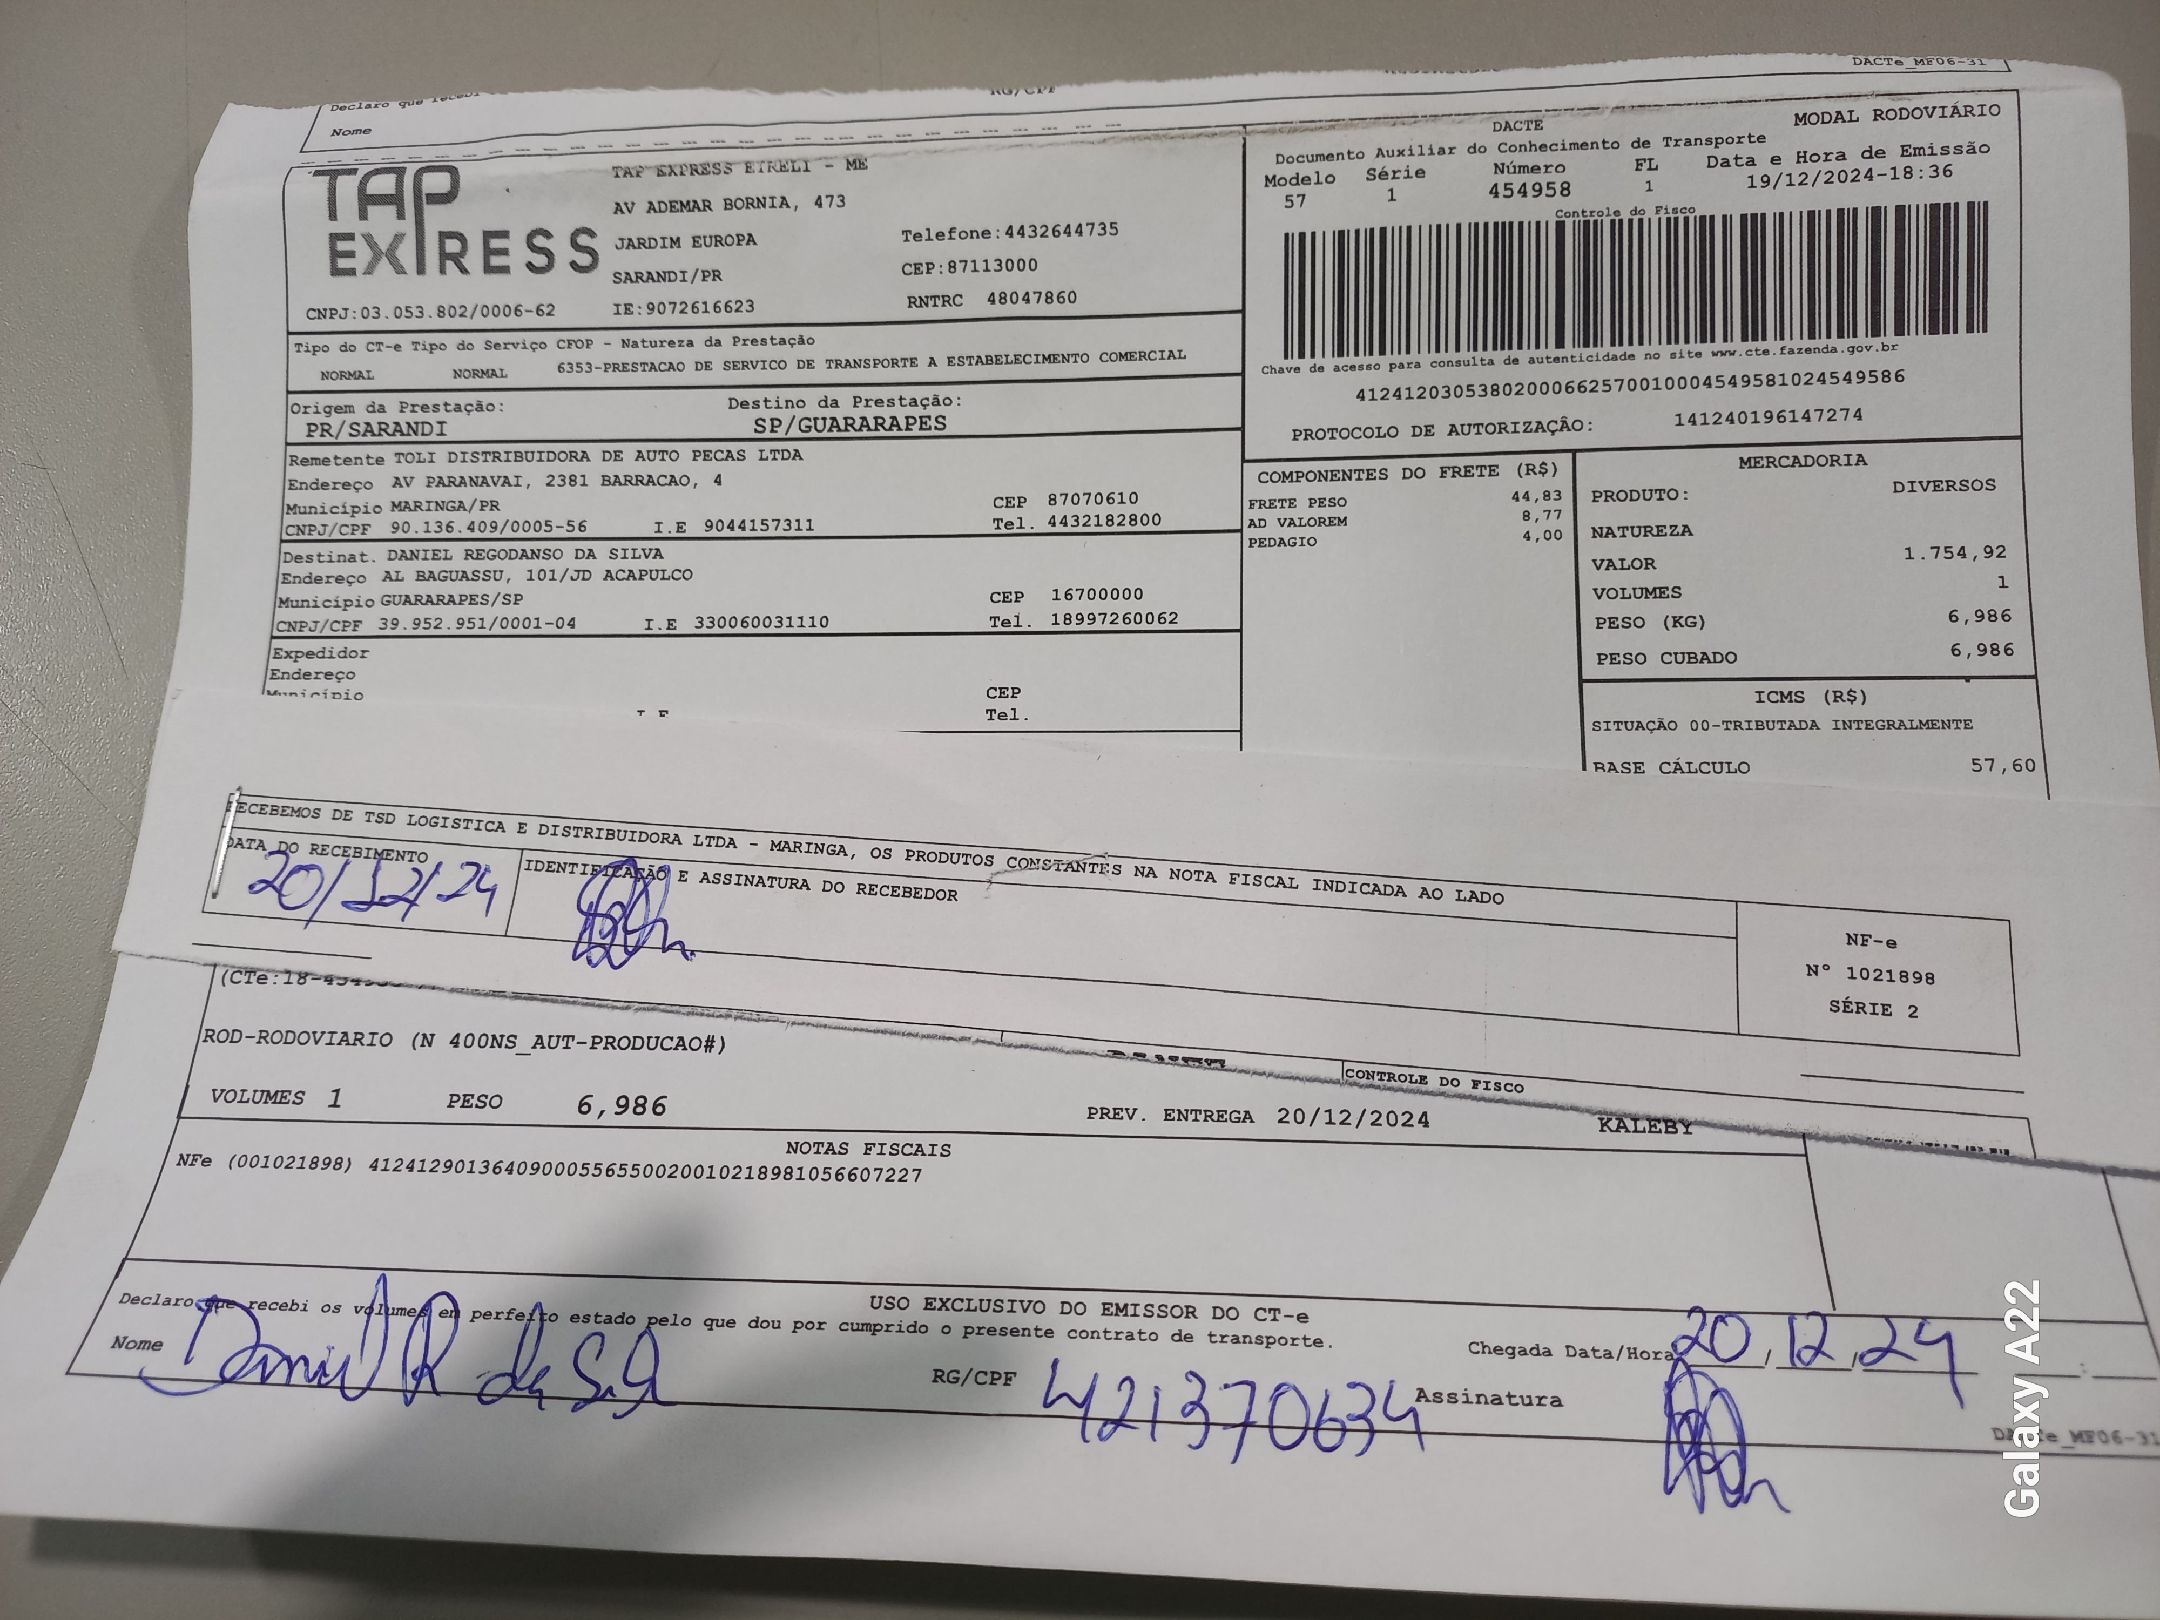 DACTe_MF06-31
Declaro que
RG/CPF
Nome
TAP EXPRESS
TAP EXPRESS EIRELI - ME
AV ADEMAR BORNIA, 473
JARDIM EUROPA
Telefone:4432644735
SARANDI/PR
CEP:87113000
CNPJ:03.053.802/0006-62
IE:9072616623
RNTRC 48047860
DACTE
MODAL RODOVIÁRIO
Documento Auxiliar do Conhecimento de Transporte
Modelo Série Número FL Data e Hora de Emissão
57 1 454958 1 19/12/2024-18:36
Controle do Fisco
Chave de acesso para consulta de autenticidade no site www.cte.fazenda.gov.br
41241203053802000662570010004549581024549586
PROTOCOLO DE AUTORIZAÇÃO: 141240196147274
Tipo do CT-e Tipo do Serviço CFOP - Natureza da Prestação
NORMAL NORMAL 6353-PRESTACAO DE SERVICO DE TRANSPORTE A ESTABELECIMENTO COMERCIAL
Origem da Prestação: Destino da Prestação:
PR/SARANDI SP/GUARARAPES
Remetente TOLI DISTRIBUIDORA DE AUTO PECAS LTDA
Endereço AV PARANAVAI, 2381 BARRACAO, 4
Município MARINGA/PR CEP 87070610
CNPJ/CPF 90.136.409/0005-56 I.E 9044157311 Tel. 4432182800
Destinat. DANIEL REGODANSO DA SILVA
Endereço AL BAGUASSU, 101/JD ACAPULCO
Município GUARARAPES/SP CEP 16700000
CNPJ/CPF 39.952.951/0001-04 I.E 330060031110 Tel. 18997260062
Expedidor
Endereço
Município CEP
I.E Tel.
COMPONENTES DO FRETE (R$)
FRETE PESO 44,83
AD VALOREM 8,77
PEDAGIO 4,00
MERCADORIA
PRODUTO: DIVERSOS
NATUREZA
VALOR 1.754,92
VOLUMES 1
PESO (KG) 6,986
PESO CUBADO 6,986
ICMS (R$)
SITUAÇÃO 00-TRIBUTADA INTEGRALMENTE
BASE CÁLCULO 57,60
RECEBEMOS DE TSD LOGISTICA E DISTRIBUIDORA LTDA - MARINGA, OS PRODUTOS CONSTANTES NA NOTA FISCAL INDICADA AO LADO
DATA DO RECEBIMENTO
20/12/24
IDENTIFICAÇÃO E ASSINATURA DO RECEBEDOR
NF-e
N° 1021898
SÉRIE 2
(CTe:18-
ROD-RODOVIARIO (N 400NS_AUT-PRODUCAO#)
CONTROLE DO FISCO
VOLUMES 1 PESO 6,986 PREV. ENTREGA 20/12/2024 KALEBY
NOTAS FISCAIS
NFe (001021898) 41241290136409000556550020010218981056607227
USO EXCLUSIVO DO EMISSOR DO CT-e
Declaro que recebi os volumes em perfeito estado pelo que dou por cumprido o presente contrato de transporte.
Nome Daniel R da Silva
RG/CPF 421370634
Chegada Data/Hora 20,12,24 :
Assinatura
DACTe_MF06-31
Galaxy A22